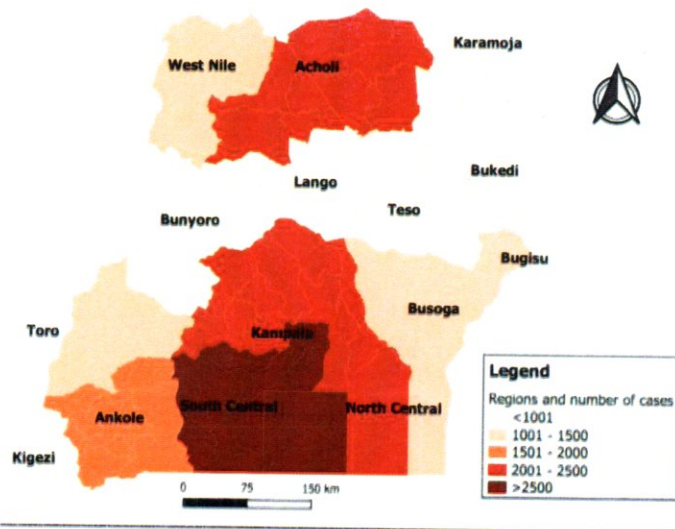 Karamoja
West Nile
Acholi
Bukedi
Lango
Teso
Bunyoro
Bugisu
Busoga
Toro
Kampala
Ankole
South Central
North Central
Kigezi
0 75 150 km
Legend
Regions and number of cases
<1001
1001 - 1500
1501 - 2000
2001 - 2500
>2500